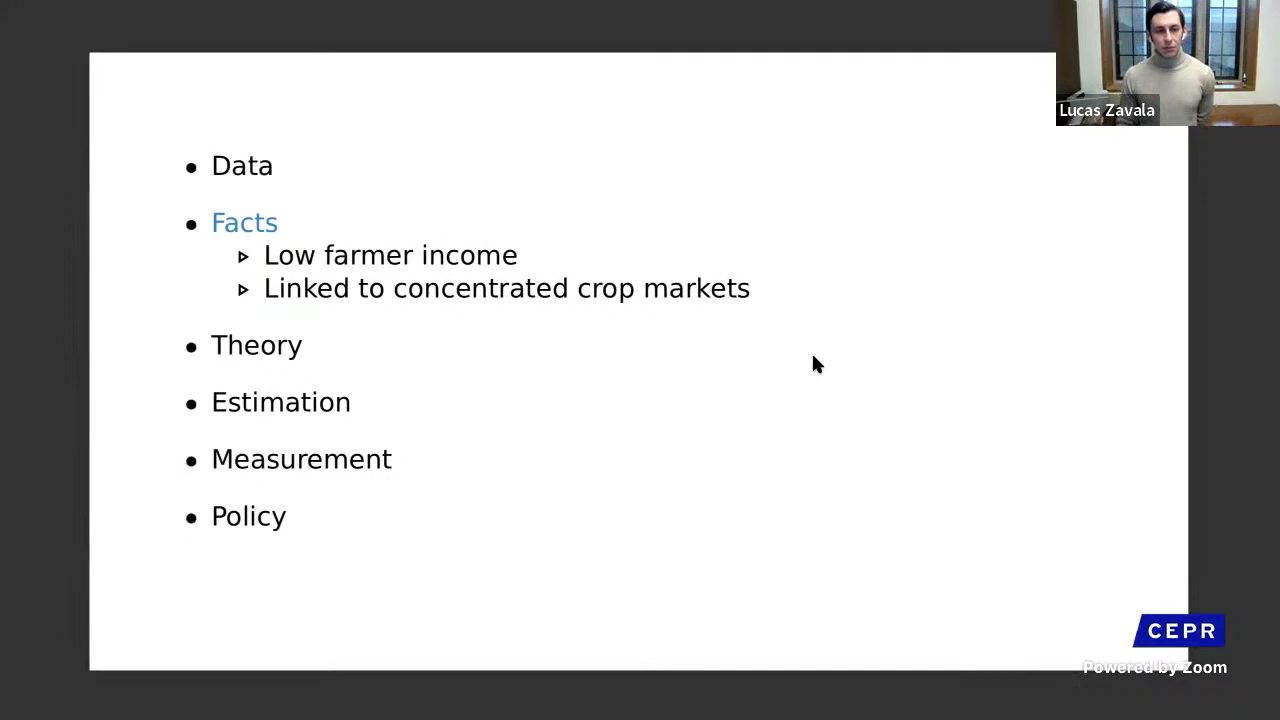 Lucas Zavala
• Data
• Facts
▹ Low farmer income
▹ Linked to concentrated crop markets
• Theory
• Estimation
• Measurement
• Policy
CEPR
Powered by Zoom